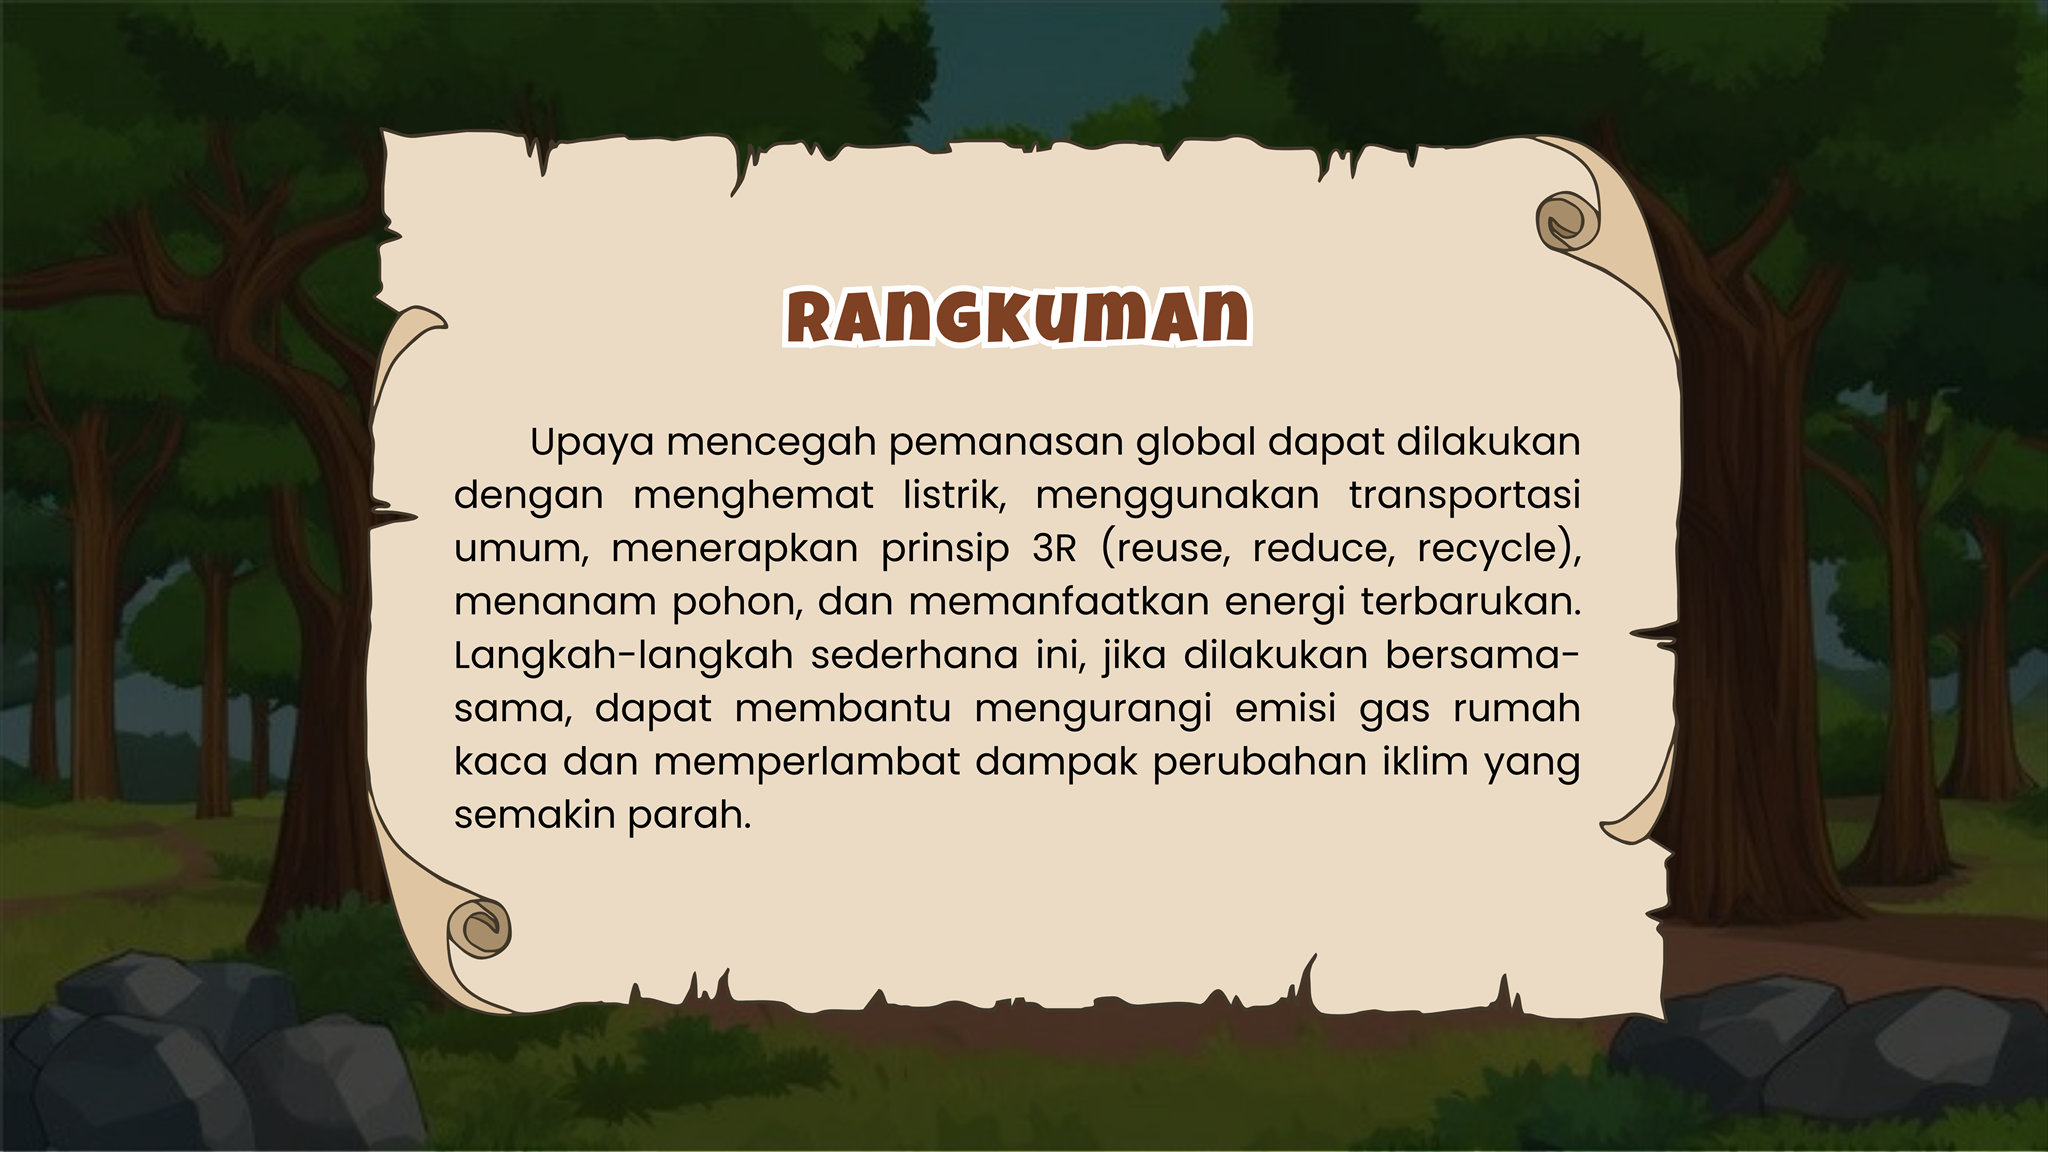 RANGKUMAN
Upaya mencegah pemanasan global dapat dilakukan
dengan menghemat listrik, menggunakan transportasi
umum, menerapkan prinsip 3R (reuse, reduce, recycle),
menanam pohon, dan memanfaatkan energi terbarukan.
Langkah-langkah sederhana ini, jika dilakukan bersama-
sama, dapat membantu mengurangi emisi gas rumah
kaca dan memperlambat dampak perubahan iklim yang
semakin parah.